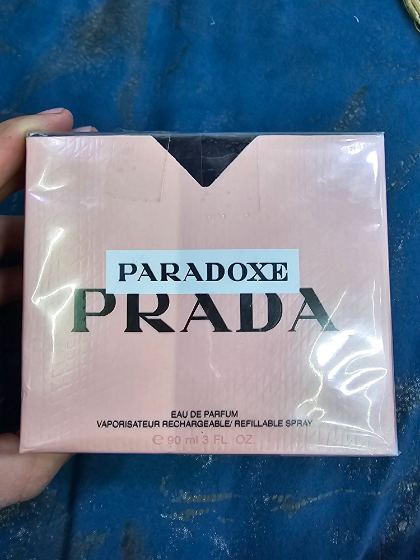 PARADOXE
PRADA
EAU DE PARFUM
VAPORISATEUR RECHARGEABLE/ REFILLABLE SPRAY
℮ 90 ml 3 FL. OZ.